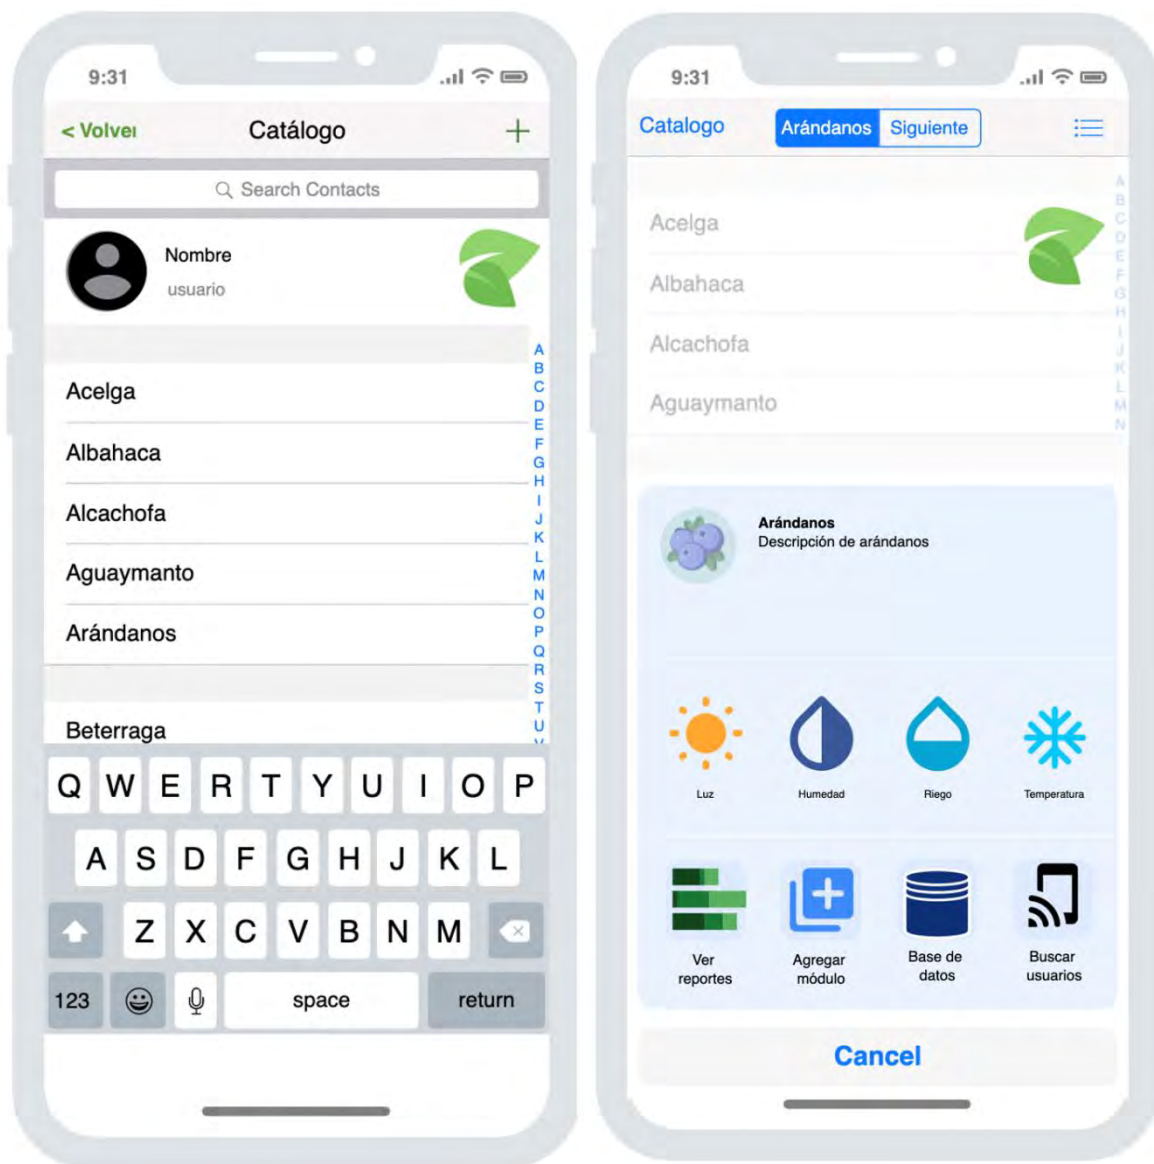 9:31
< Volver
Catálogo
+
Search Contacts
Nombre
usuario
Acelga
Albahaca
Alcachofa
Aguaymanto
Arándanos
Beterraga
A
B
C
D
E
F
G
H
I
J
K
L
M
N
O
P
Q
R
S
T
U
V
Q W E R T Y U I O P
A S D F G H J K L
Z X C V B N M
123 space return
9:31
Catalogo
Arándanos Siguiente
Acelga
Albahaca
Alcachofa
Aguaymanto
A
B
C
D
E
F
G
H
I
J
K
L
M
N
Arándanos
Descripción de arándanos
Luz Humedad Riego Temperatura
Ver
reportes
Agregar
módulo
Base de
datos
Buscar
usuarios
Cancel